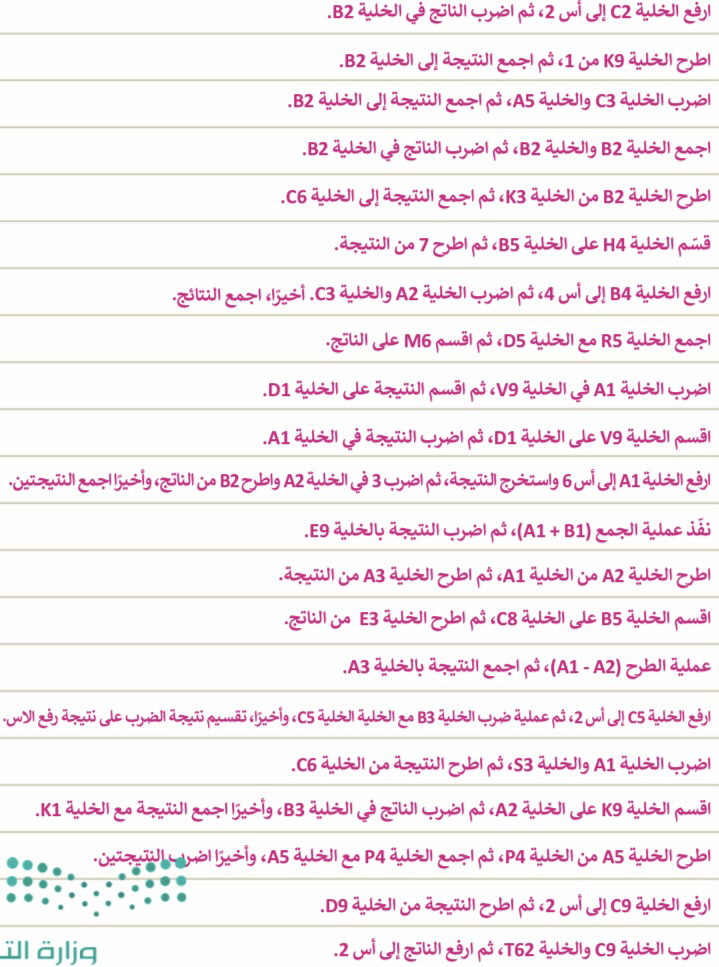 ارفع الخلية C2 إلى أس 2، ثم اضرب الناتج في الخلية B2.
اطرح الخلية K9 من 1، ثم اجمع النتيجة إلى الخلية B2.
اضرب الخلية C3 والخلية A5، ثم اجمع النتيجة إلى الخلية B2.
اجمع الخلية B2 والخلية B2، ثم اضرب الناتج في الخلية B2.
اطرح الخلية B2 من الخلية K3، ثم اجمع النتيجة إلى الخلية C6.
قسّم الخلية H4 على الخلية B5، ثم اطرح 7 من النتيجة.
ارفع الخلية B4 إلى أس 4، ثم اضرب الخلية A2 والخلية C3. أخيرًا، اجمع النتائج.
اجمع الخلية R5 مع الخلية D5، ثم اقسم M6 على الناتج.
اضرب الخلية A1 في الخلية V9، ثم اقسم النتيجة على الخلية D1.
اقسم الخلية V9 على الخلية D1، ثم اضرب النتيجة في الخلية A1.
ارفع الخلية A1 إلى أس 6 واستخرج النتيجة، ثم اضرب 3 في الخلية A2 واطرح B2 من الناتج، وأخيرًا اجمع النتيجتين.
نفّذ عملية الجمع (A1 + B1)، ثم اضرب النتيجة بالخلية E9.
اطرح الخلية A2 من الخلية A1، ثم اطرح الخلية A3 من النتيجة.
اقسم الخلية B5 على الخلية C8، ثم اطرح الخلية E3 من الناتج.
عملية الطرح (A1 - A2)، ثم اجمع النتيجة بالخلية A3.
ارفع الخلية C5 إلى أس 2، ثم عملية ضرب الخلية B3 مع الخلية الخلية C5، وأخيرًا، تقسيم نتيجة الضرب على نتيجة رفع الاس.
اضرب الخلية A1 والخلية S3، ثم اطرح النتيجة من الخلية C6.
اقسم الخلية K9 على الخلية A2، ثم اضرب الناتج في الخلية B3، وأخيرًا اجمع النتيجة مع الخلية K1.
اطرح الخلية A5 من الخلية P4، ثم اجمع الخلية P4 مع الخلية A5، وأخيرًا اضرب النتيجتين.
ارفع الخلية C9 إلى أس 2، ثم اطرح النتيجة من الخلية D9.
اضرب الخلية C9 والخلية T62، ثم ارفع الناتج إلى أس 2.
وزارة